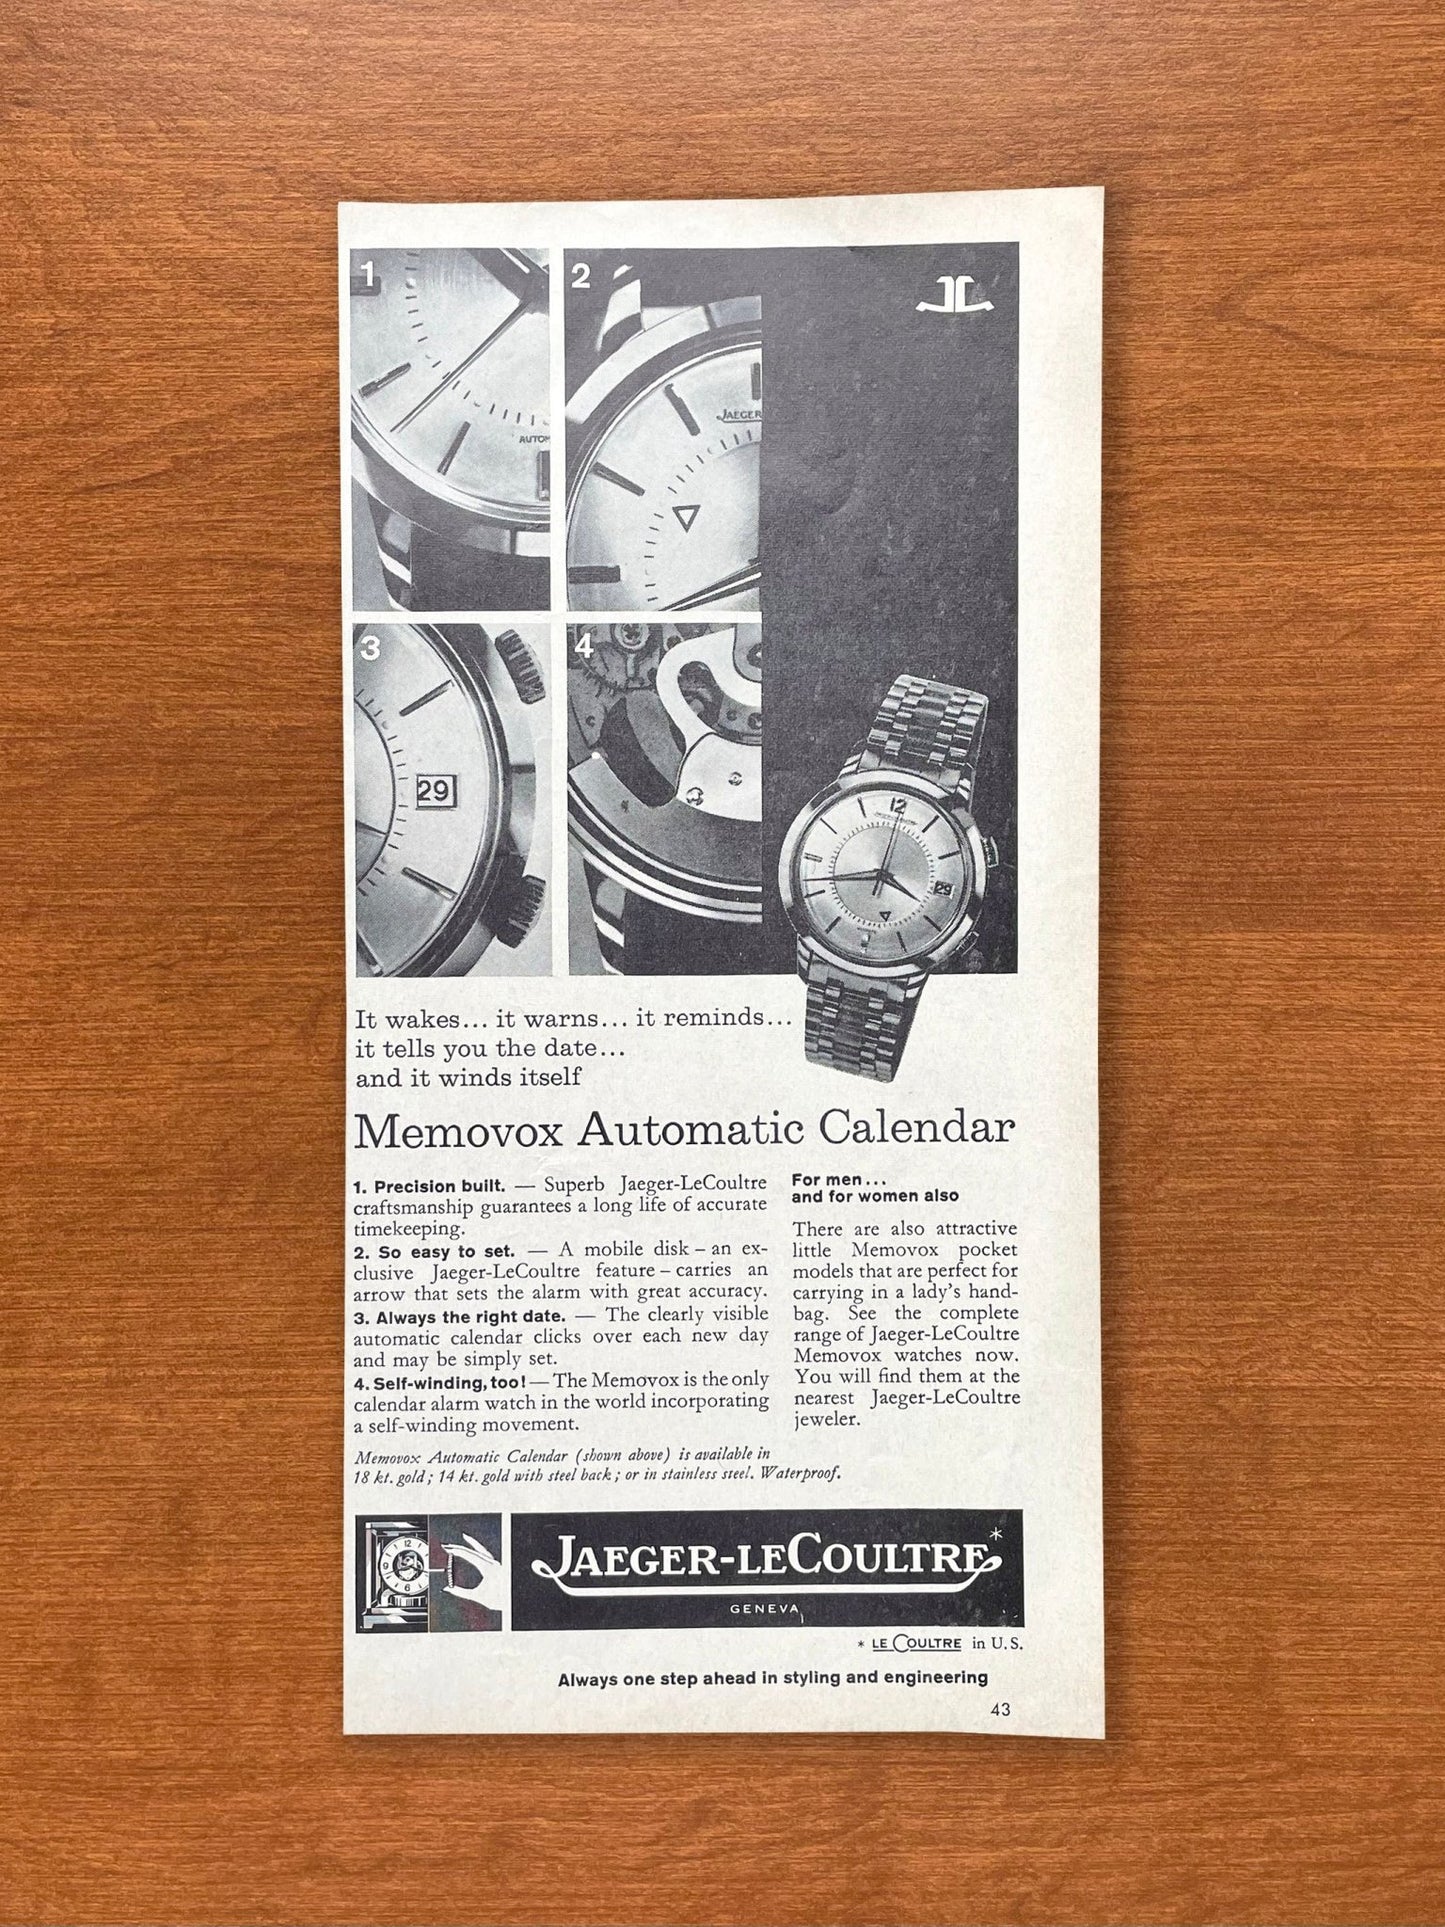 1
2
JAEGER
AUTOM
3
4
29
12
29
It wakes... it warns... it reminds...
it tells you the date...
and it winds itself
Memovox Automatic Calendar
1. Precision built. — Superb Jaeger-LeCoultre
craftsmanship guarantees a long life of accurate
timekeeping.
2. So easy to set. — A mobile disk – an ex-
clusive Jaeger-LeCoultre feature – carries an
arrow that sets the alarm with great accuracy.
3. Always the right date. — The clearly visible
automatic calendar clicks over each new day
and may be simply set.
4. Self-winding, too! — The Memovox is the only
calendar alarm watch in the world incorporating
a self-winding movement.
For men...
and for women also
There are also attractive
little Memovox pocket
models that are perfect for
carrying in a lady's hand-
bag. See the complete
range of Jaeger-LeCoultre
Memovox watches now.
You will find them at the
nearest Jaeger-LeCoultre
jeweler.
Memovox Automatic Calendar (shown above) is available in
18 kt. gold; 14 kt. gold with steel back; or in stainless steel. Waterproof.
12
9
6
JAEGER-LECOULTRE*
GENEVA
* LE COULTRE in U.S.
Always one step ahead in styling and engineering
43